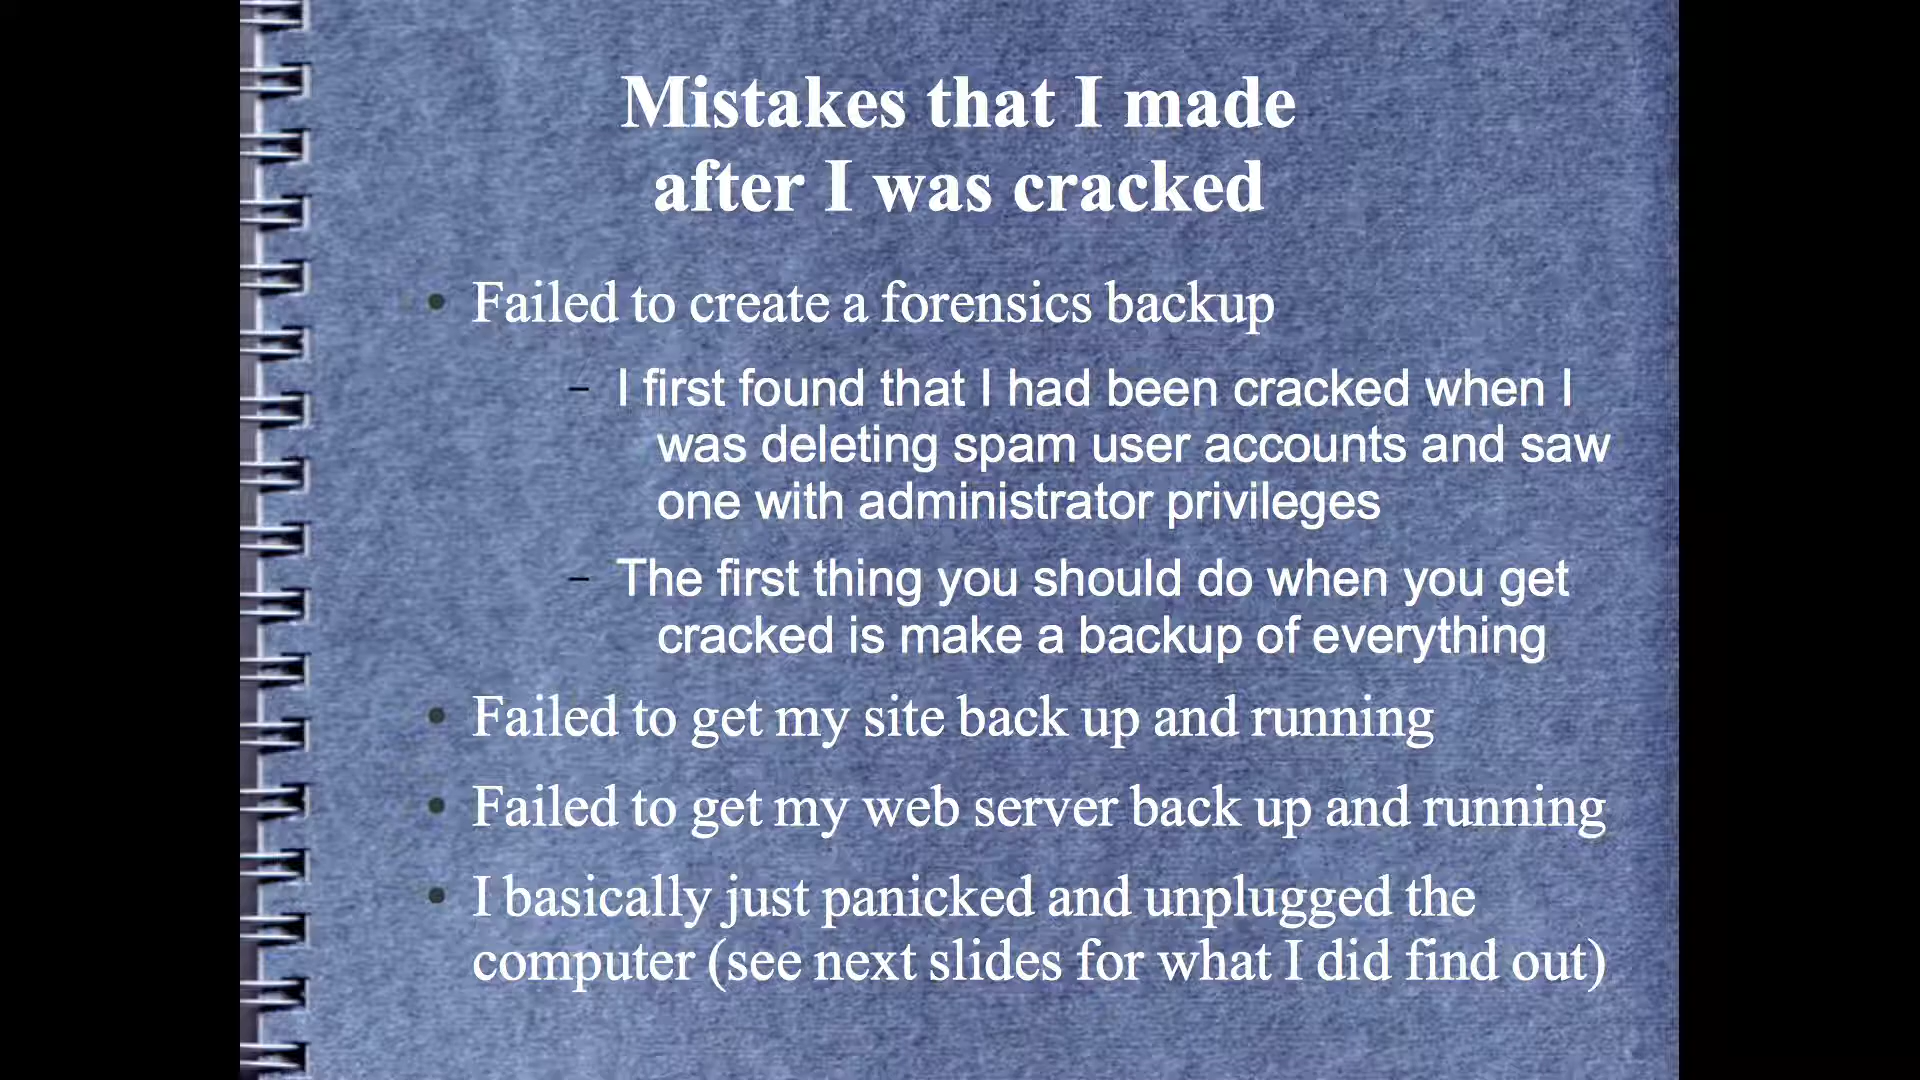 Mistakes that I made
after I was cracked
• Failed to create a forensics backup
– I first found that I had been cracked when I
was deleting spam user accounts and saw
one with administrator privileges
– The first thing you should do when you get
cracked is make a backup of everything
• Failed to get my site back up and running
• Failed to get my web server back up and running
• I basically just panicked and unplugged the
computer (see next slides for what I did find out)